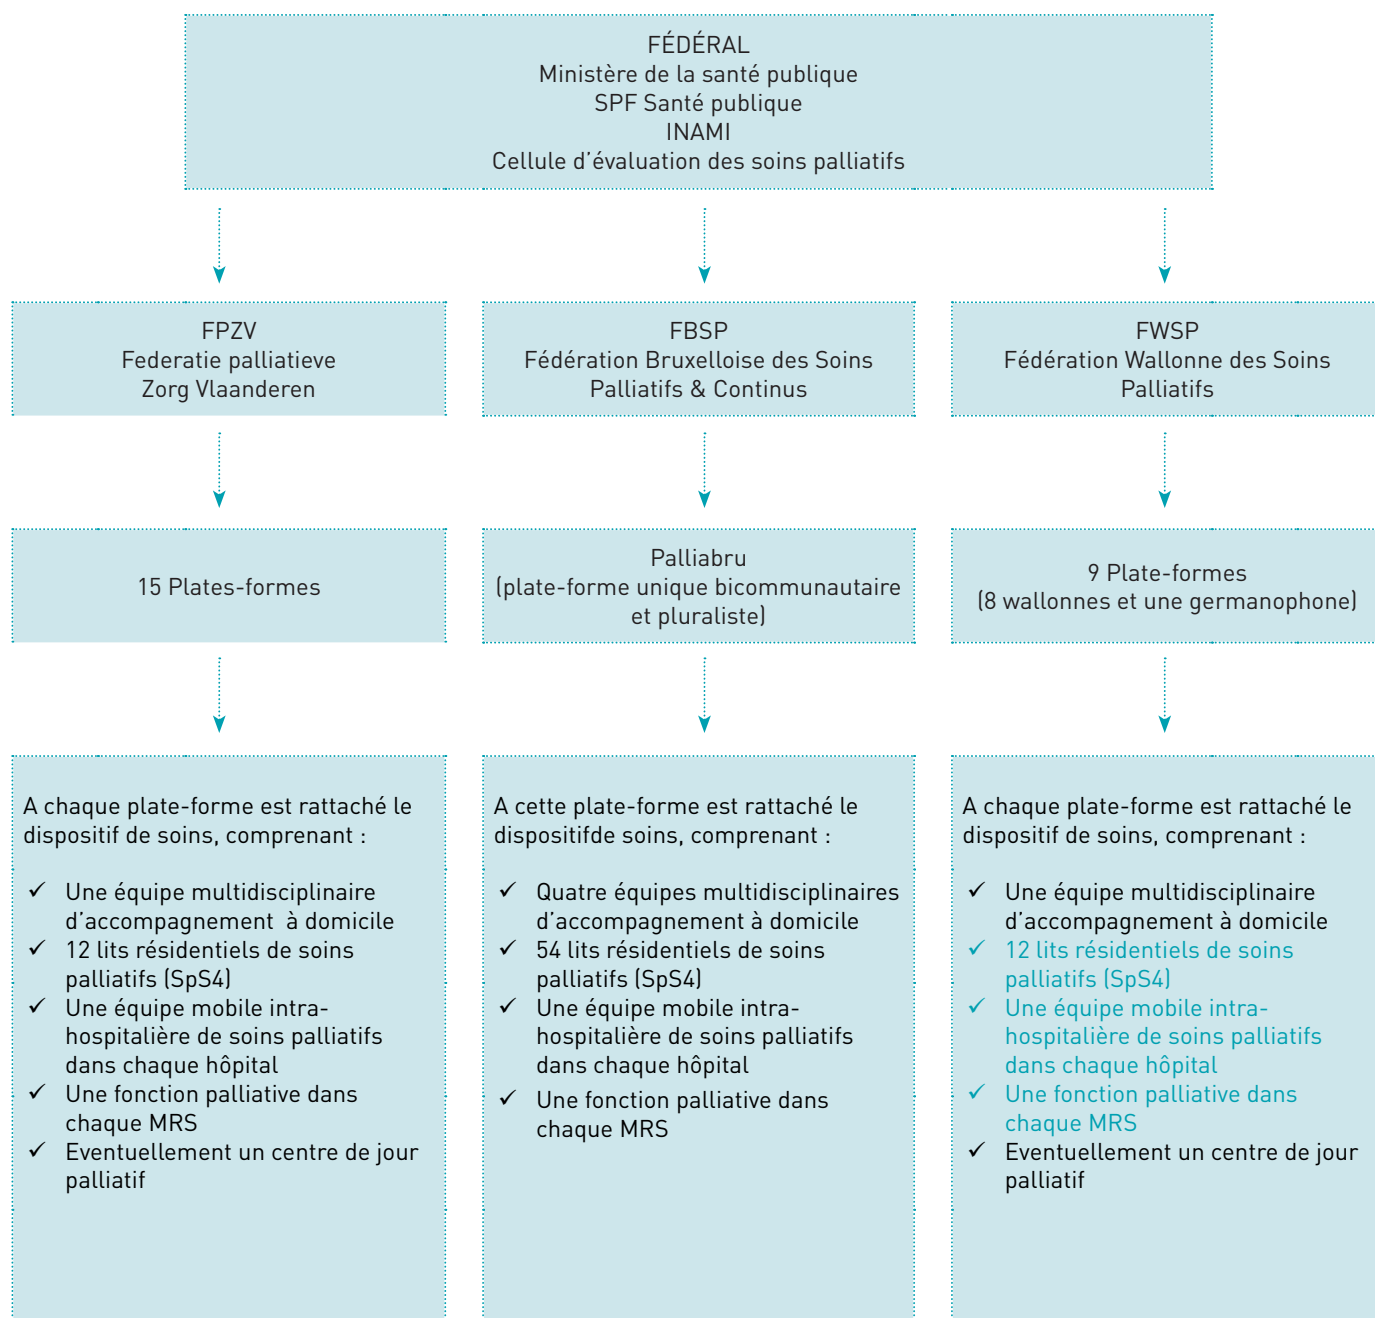 FÉDÉRAL
Ministère de la santé publique
SPF Santé publique
INAMI
Cellule d'évaluation des soins palliatifs
FPZV
Federatie palliatieve
Zorg Vlaanderen
FBSP
Fédération Bruxelloise des Soins
Palliatifs & Continus
FWSP
Fédération Wallonne des Soins
Palliatifs
15 Plates-formes
Palliabru
(plate-forme unique bicommunautaire
et pluraliste)
9 Plate-formes
(8 wallonnes et une germanophone)
A chaque plate-forme est rattaché le
dispositif de soins, comprenant :
✓ Une équipe multidisciplinaire
d'accompagnement à domicile
✓ 12 lits résidentiels de soins
palliatifs (SpS4)
✓ Une équipe mobile intra-
hospitalière de soins palliatifs
dans chaque hôpital
✓ Une fonction palliative dans
chaque MRS
✓ Eventuellement un centre de jour
palliatif
A cette plate-forme est rattaché le
dispositifde soins, comprenant :
✓ Quatre équipes multidisciplinaires
d'accompagnement à domicile
✓ 54 lits résidentiels de soins
palliatifs (SpS4)
✓ Une équipe mobile intra-
hospitalière de soins palliatifs
dans chaque hôpital
✓ Une fonction palliative dans
chaque MRS
A chaque plate-forme est rattaché le
dispositif de soins, comprenant :
✓ Une équipe multidisciplinaire
d'accompagnement à domicile
✓ 12 lits résidentiels de soins
palliatifs (SpS4)
✓ Une équipe mobile intra-
hospitalière de soins palliatifs
dans chaque hôpital
✓ Une fonction palliative dans
chaque MRS
✓ Eventuellement un centre de jour
palliatif